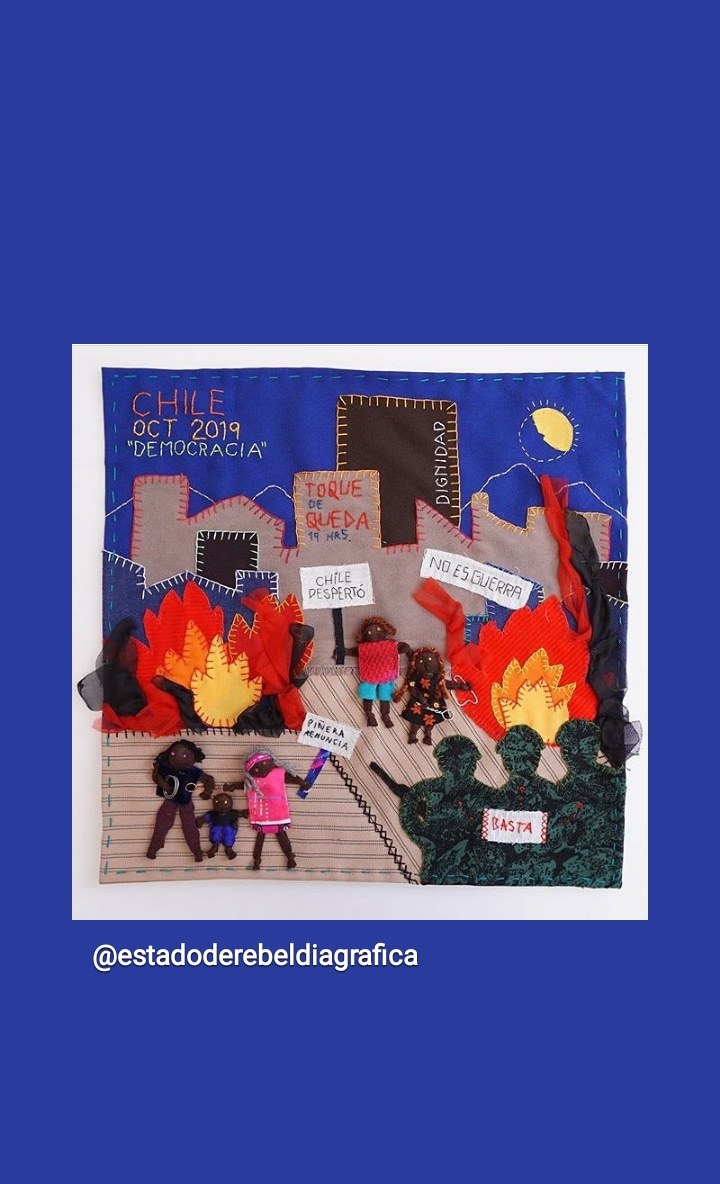 CHILE
OCT 2019
"DEMOCRACIA"
DIGNIDAD
TOQUE
DE
QUEDA
19 HRS.
CHILE
DESPERTÓ
NO ES GUERRA
PIÑERA
RENUNCIA
BASTA
@estadoderebeldiagrafica